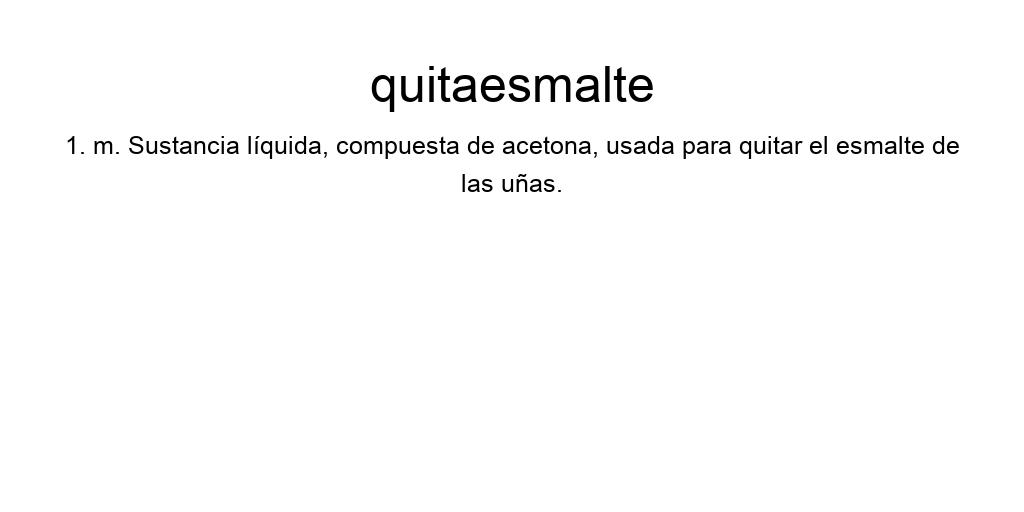 quitaesmalte
1. m. Sustancia líquida, compuesta de acetona, usada para quitar el esmalte de
las uñas.